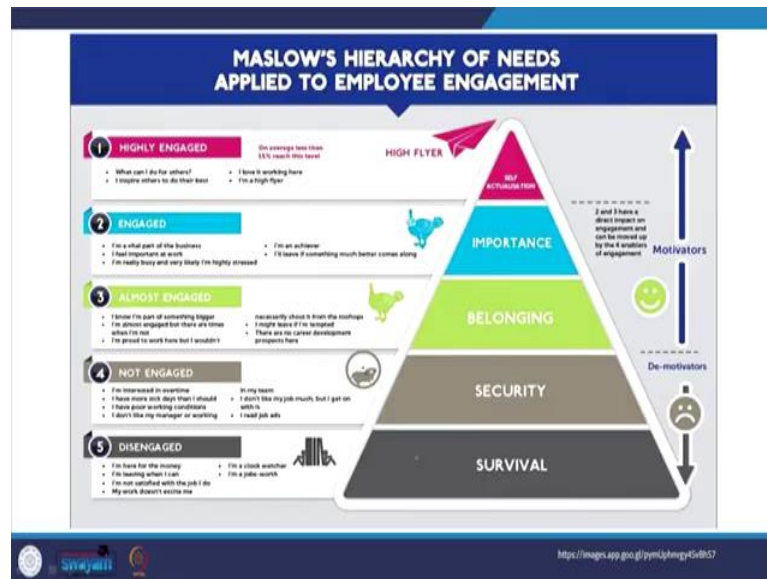 MASLOW'S HIERARCHY OF NEEDS
APPLIED TO EMPLOYEE ENGAGEMENT
1 HIGHLY ENGAGED
On average less than
15% reach this level
HIGH FLYER
• What can I do for others?
• I inspire others to do their best
• I love it working here
• I'm a high flyer
2 ENGAGED
• I'm a vital part of the business
• I feel important at work
• I'm really busy and very likely I'm highly stressed
• I'm an achiever
• I'll leave if something much better comes along
3 ALMOST ENGAGED
• I know I'm part of something bigger
• I'm almost engaged but there are times
when I'm not
• I'm proud to work here but I wouldn't
necessarily shout it from the rooftops
• I might leave if I'm tempted
• There are no career development
prospects here
4 NOT ENGAGED
• I'm interested in overtime
• I have more sick days than I should
• I have poor working conditions
• I don't like my manager or working
in my team
• I don't like my job much, but I get on
with it
• I read job ads
5 DISENGAGED
• I'm here for the money
• I'm leaving when I can
• I'm not satisfied with the job I do
• My work doesn't excite me
• I'm a clock watcher
• I'm a jobs-worth
SELF
ACTUALISATION
IMPORTANCE
BELONGING
SECURITY
SURVIVAL
2 and 3 have a
direct impact on
engagement and
can be moved up
by the 4 enablers
of engagement
Motivators
De-motivators
swayam